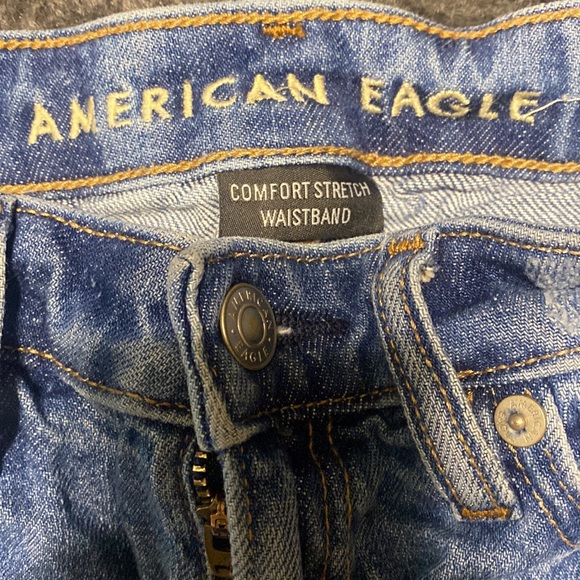 AMERICAN EAGLE
COMFORT STRETCH
WAISTBAND
AMERICAN
EAGLE